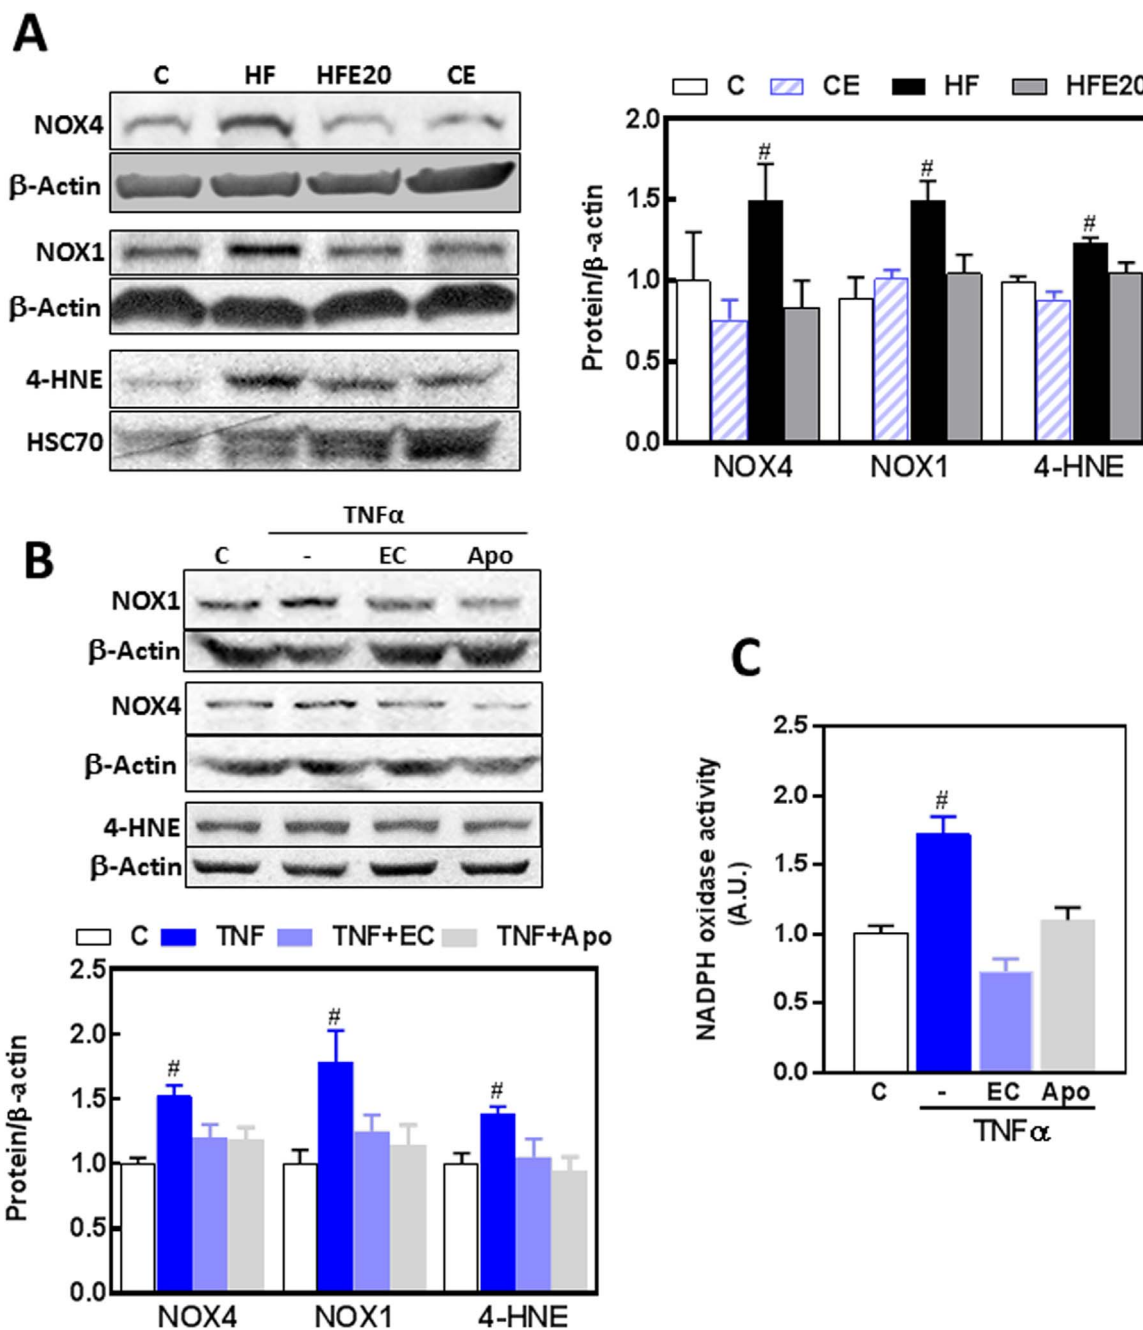 A
C HF HFE20 CE
NOX4
β-Actin
NOX1
β-Actin
4-HNE
HSC70
C CE HF HFE20
Protein/β-actin
2.0
1.5
1.0
0.5
0.0
#
#
#
NOX4 NOX1 4-HNE
B
TNFα
C - EC Apo
NOX1
β-Actin
NOX4
β-Actin
4-HNE
β-Actin
C TNF TNF+EC TNF+Apo
Protein/β-actin
2.5
2.0
1.5
1.0
0.5
0.0
#
#
#
NOX4 NOX1 4-HNE
C
NADPH oxidase activity
(A.U.)
2.5
2.0
1.5
1.0
0.5
0.0
#
C - EC Apo
TNFα